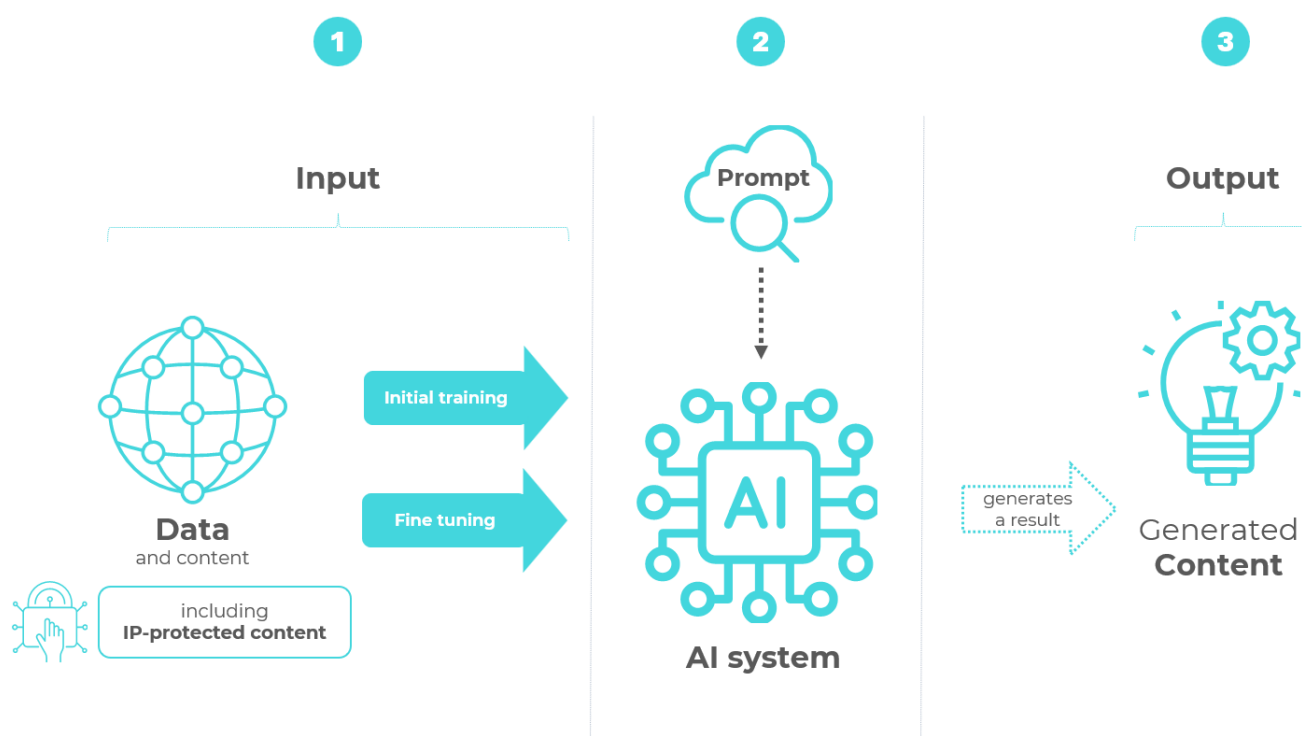 1
2
3
Input
Prompt
Output
Initial training
Fine tuning
Data
and content
including
IP-protected content
AI
AI system
generates
a result
Generated
Content